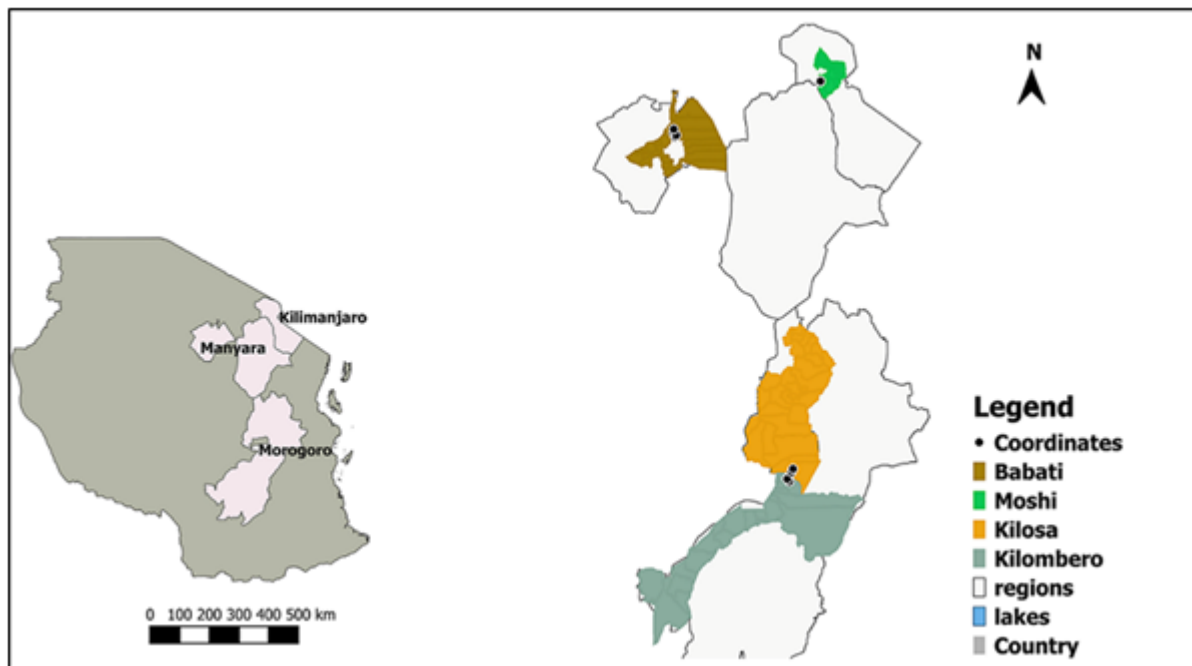 N
Kilimanjaro
Manyara
Morogoro
0 100 200 300 400 500 km
Legend
Coordinates
Babati
Moshi
Kilosa
Kilombero
regions
lakes
Country